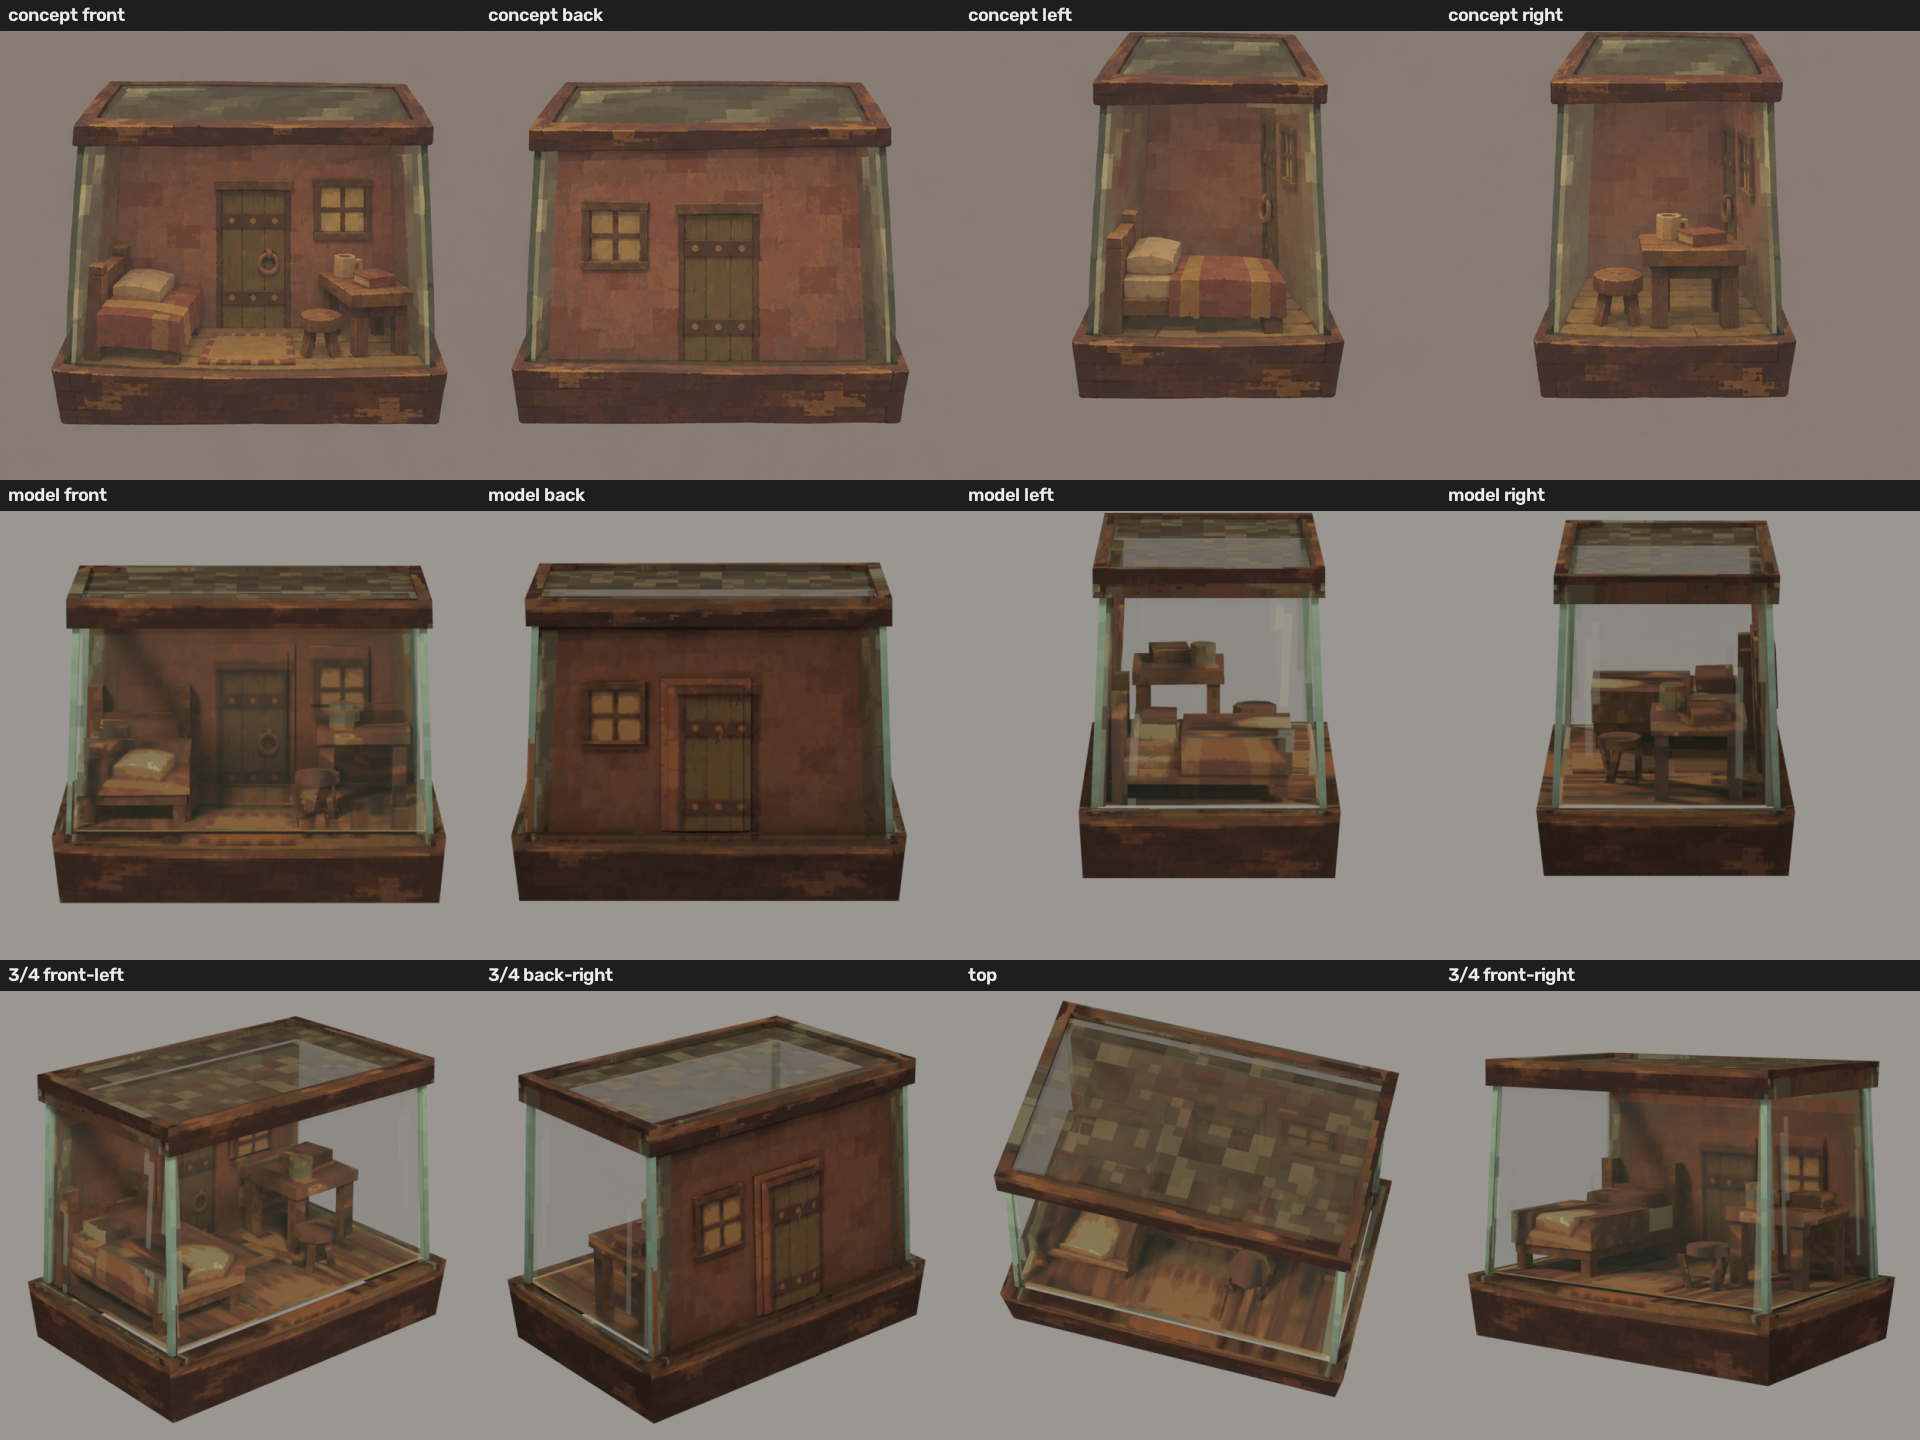 concept front
concept back
concept left
concept right
model front
model back
model left
model right
3/4 front-left
3/4 back-right
top
3/4 front-right